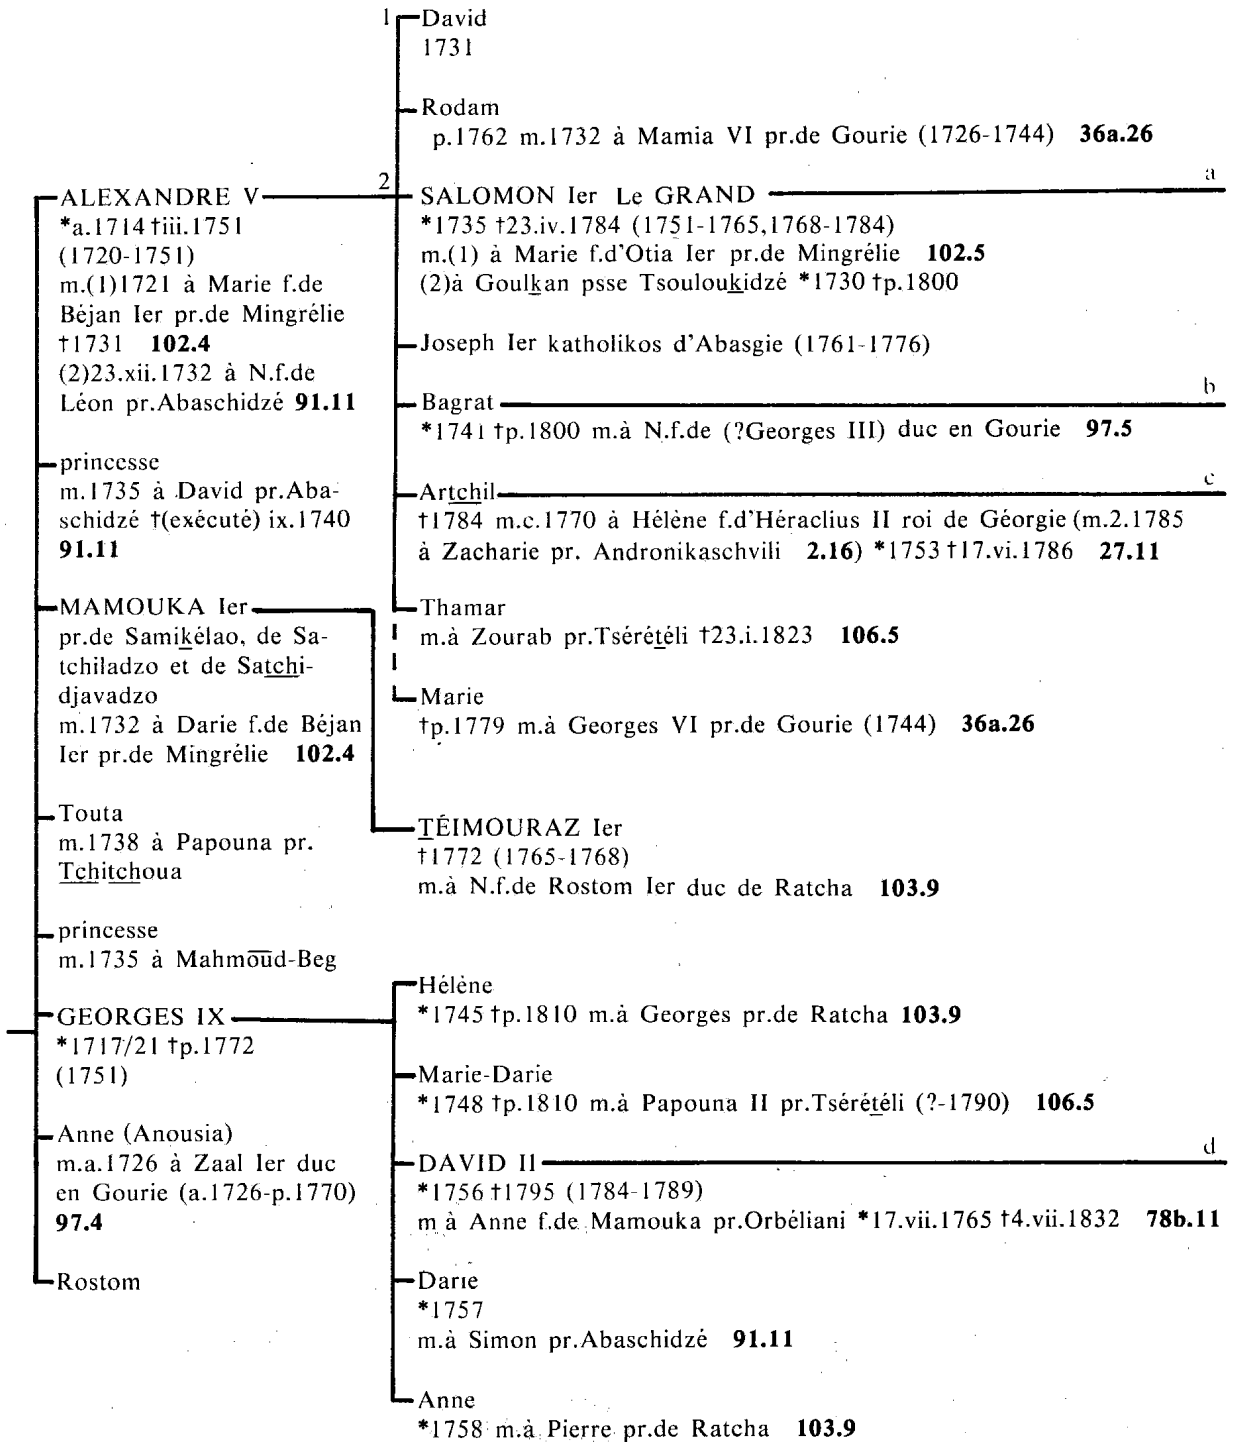 ALEXANDRE V
*a.1714 †iii.1751
(1720-1751)
m.(1)1721 à Marie f.de
Béjan Ier pr.de Mingrélie
†1731 102.4
(2)23.xii.1732 à N.f.de
Léon pr.Abaschidzé 91.11
princesse
m.1735 à David pr.Aba-
schidzé †(exécuté) ix.1740
91.11
MAMOUKA Ier
pr.de Samikélao, de Sa-
tchiladzo et de Satchi-
djavadzo
m.1732 à Darie f.de Béjan
Ier pr.de Mingrélie 102.4
Touta
m.1738 à Papouna pr.
Tchitchoua
princesse
m.1735 à Mahmōūd-Beg
GEORGES IX
*1717/21 †p.1772
(1751)
Anne (Anousia)
m.a.1726 à Zaal Ier duc
en Gourie (a.1726-p.1770)
97.4
Rostom
1
David
1731
Rodam
p.1762 m.1732 à Mamia VI pr.de Gourie (1726-1744) 36a.26
2
SALOMON Ier Le GRAND
a
*1735 †23.iv.1784 (1751-1765,1768-1784)
m.(1) à Marie f.d'Otia Ier pr.de Mingrélie 102.5
(2)à Goulkan psse Tsouloukidzé *1730 †p.1800
Joseph Ier katholikos d'Abasgie (1761-1776)
Bagrat
b
*1741 †p.1800 m.à N.f.de (?Georges III) duc en Gourie 97.5
Artchil
c
†1784 m.c.1770 à Hélène f.d'Héraclius II roi de Géorgie (m.2.1785
à Zacharie pr. Andronikaschvili 2.16) *1753 †17.vi.1786 27.11
Thamar
m.à Zourab pr.Tsérétéli †23.i.1823 106.5
Marie
†p.1779 m.à Georges VI pr.de Gourie (1744) 36a.26
TÉIMOURAZ Ier
†1772 (1765-1768)
m.à N.f.de Rostom Ier duc de Ratcha 103.9
Hélène
*1745 †p.1810 m.à Georges pr.de Ratcha 103.9
Marie-Darie
*1748 †p.1810 m.à Papouna II pr.Tsérétéli (?-1790) 106.5
DAVID II
d
*1756 †1795 (1784-1789)
m à Anne f.de Mamouka pr.Orbéliani *17.vii.1765 †4.vii.1832 78b.11
Darie
*1757
m.à Simon pr.Abaschidzé 91.11
Anne
*1758 m.à Pierre pr.de Ratcha 103.9